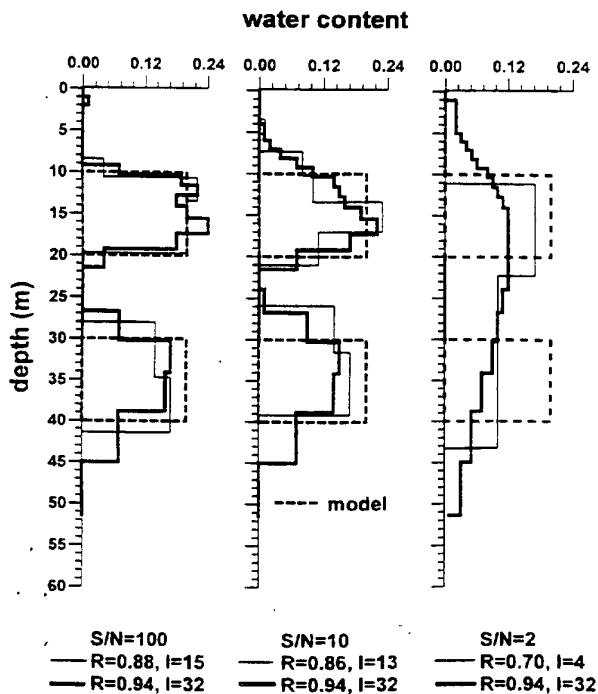 water content
0.00 0.12 0.24
0.00 0.12 0.24
0.00 0.12 0.24
depth (m)
0
5
10
15
20
25
30
35
40
45
50
55
60
model
S/N=100
R=0.88, I=15
R=0.94, I=32
S/N=10
R=0.86, I=13
R=0.94, I=32
S/N=2
R=0.70, I=4
R=0.94, I=32